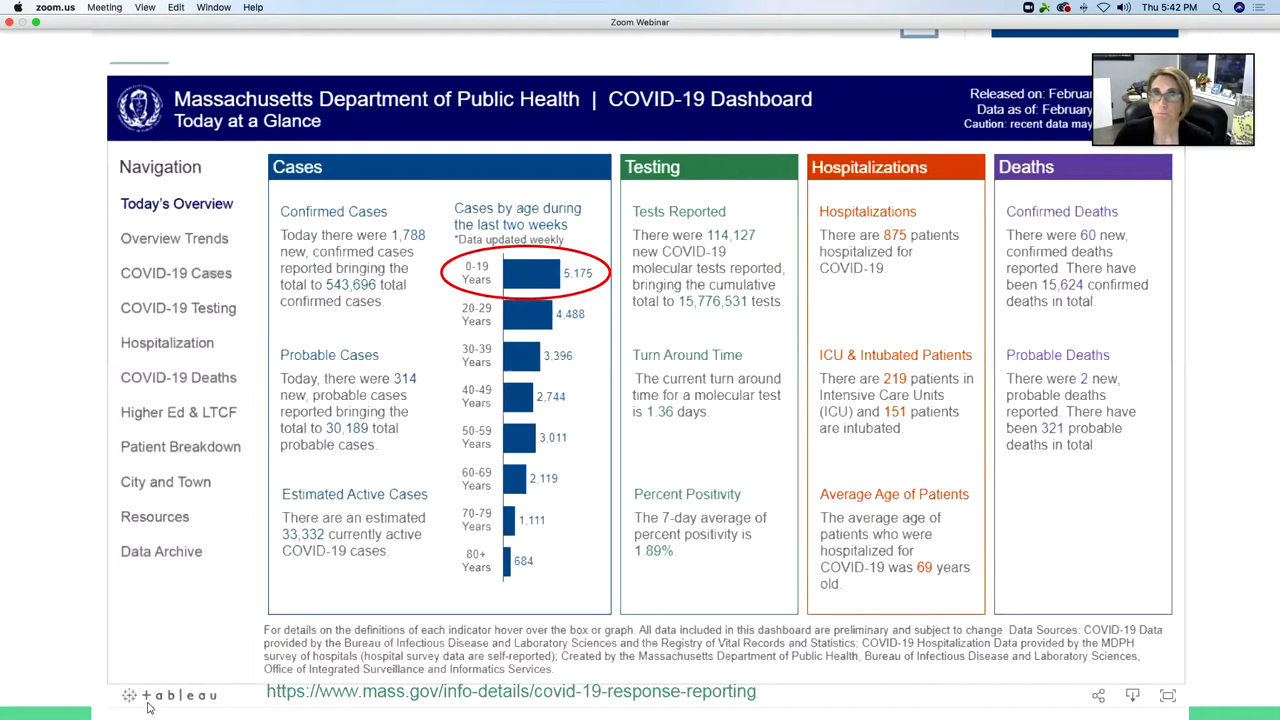 zoom.us Meeting View Edit Window Help
Thu 5:42 PM
Zoom Webinar
Massachusetts Department of Public Health | COVID-19 Dashboard
Today at a Glance
Released on: Februar
Data as of: February
Caution: recent data may
Navigation
Today's Overview
Overview Trends
COVID-19 Cases
COVID-19 Testing
Hospitalization
COVID-19 Deaths
Higher Ed & LTCF
Patient Breakdown
City and Town
Resources
Data Archive
Cases
Confirmed Cases
Today there were 1,788
new, confirmed cases
reported bringing the
total to 543,696 total
confirmed cases.
Probable Cases
Today, there were 314
new, probable cases
reported bringing the
total to 30,189 total
probable cases.
Estimated Active Cases
There are an estimated
33,332 currently active
COVID-19 cases.
Cases by age during
the last two weeks
*Data updated weekly
0-19
Years
5,175
20-29
Years
4,488
30-39
Years
3,396
40-49
Years
2,744
50-59
Years
3,011
60-69
Years
2,119
70-79
Years
1,111
80+
Years
684
Testing
Tests Reported
There were 114,127
new COVID-19
molecular tests reported,
bringing the cumulative
total to 15,776,531 tests.
Turn Around Time
The current turn around
time for a molecular test
is 1.36 days.
Percent Positivity
The 7-day average of
percent positivity is
1.89%.
Hospitalizations
Hospitalizations
There are 875 patients
hospitalized for
COVID-19
ICU & Intubated Patients
There are 219 patients in
Intensive Care Units
(ICU) and 151 patients
are intubated.
Average Age of Patients
The average age of
patients who were
hospitalized for
COVID-19 was 69 years
old.
Deaths
Confirmed Deaths
There were 60 new,
confirmed deaths
reported. There have
been 15,624 confirmed
deaths in total.
Probable Deaths
There were 2 new,
probable deaths
reported. There have
been 321 probable
deaths in total.
For details on the definitions of each indicator hover over the box or graph. All data included in this dashboard are preliminary and subject to change. Data Sources: COVID-19 Data
provided by the Bureau of Infectious Disease and Laboratory Sciences and the Registry of Vital Records and Statistics; COVID-19 Hospitalization Data provided by the MDPH
survey of hospitals (hospital survey data are self-reported); Created by the Massachusetts Department of Public Health, Bureau of Infectious Disease and Laboratory Sciences,
Office of Integrated Surveillance and Informatics Services.
+ableau
https://www.mass.gov/info-details/covid-19-response-reporting